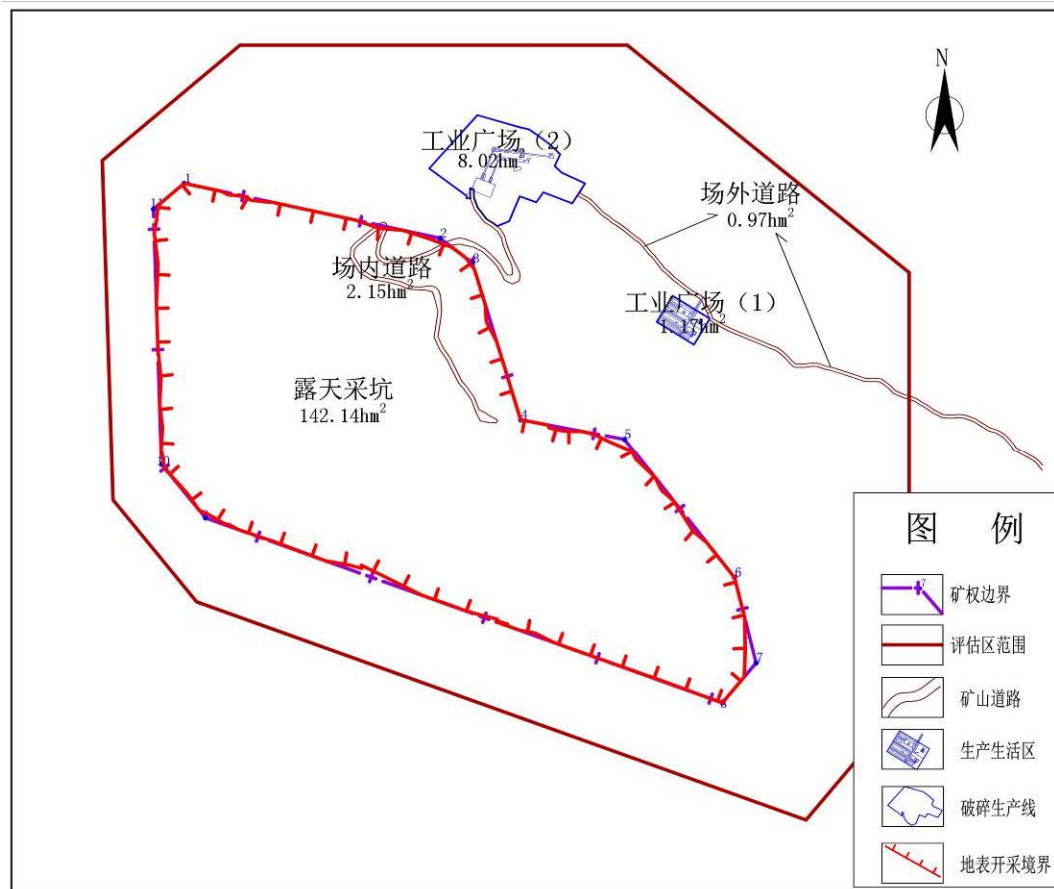 N
工业广场（2）
8.02hm²
场外道路
0.97hm²
1
11
2
3
场内道路
2.15hm²
工业广场（1）
1.17hm²
露天采坑
142.14hm²
4
5
10
6
7
8
图 例
7
矿权边界
评估区范围
矿山道路
生产生活区
破碎生产线
地表开采境界